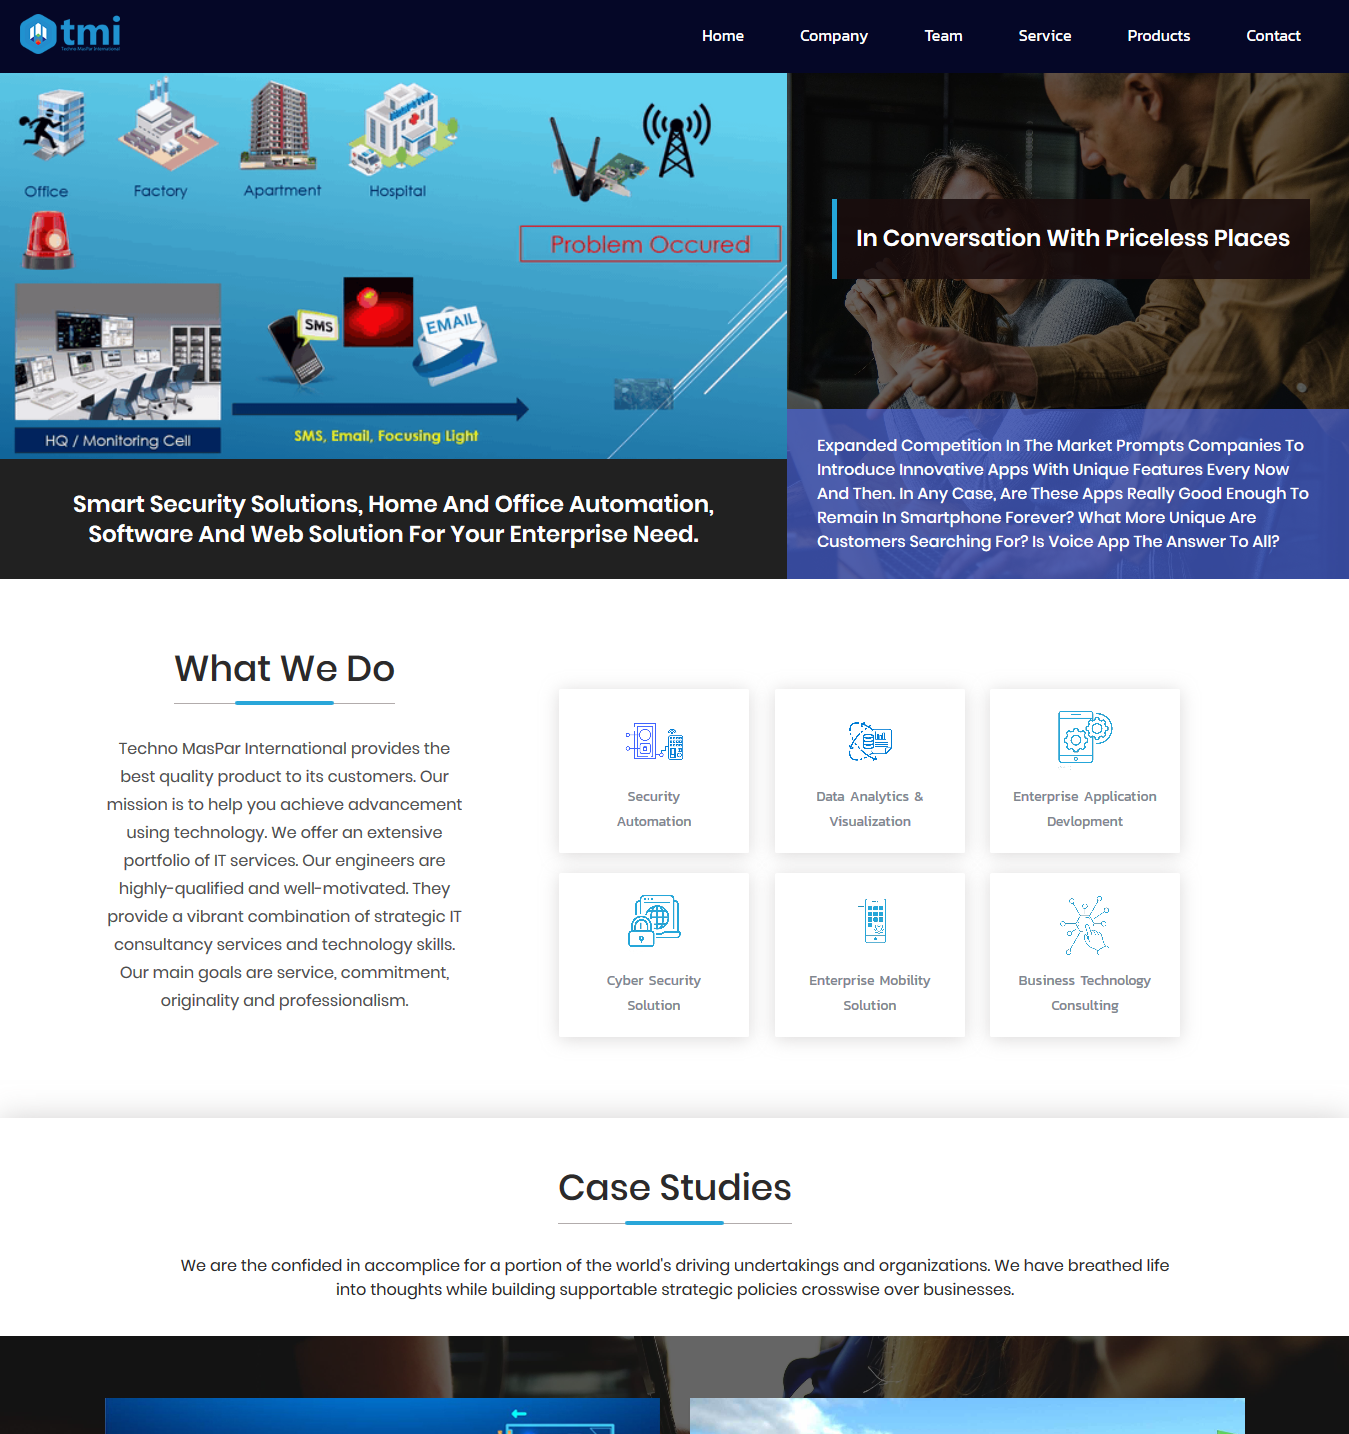 tmi
Techno MasPar International
Home
Company
Team
Service
Products
Contact
Office
Factory
Apartment
Hospital
Problem Occured
SMS
EMAIL
HQ / Monitoring Cell
SMS, Email, Focusing Light
Smart Security Solutions, Home And Office Automation,
Software And Web Solution For Your Enterprise Need.
In Conversation With Priceless Places
Expanded Competition In The Market Prompts Companies To
Introduce Innovative Apps With Unique Features Every Now
And Then. In Any Case, Are These Apps Really Good Enough To
Remain In Smartphone Forever? What More Unique Are
Customers Searching For? Is Voice App The Answer To All?
What We Do
Techno MasPar International provides the
best quality product to its customers. Our
mission is to help you achieve advancement
using technology. We offer an extensive
portfolio of IT services. Our engineers are
highly-qualified and well-motivated. They
provide a vibrant combination of strategic IT
consultancy services and technology skills.
Our main goals are service, commitment,
originality and professionalism.
Security
Automation
Data Analytics &
Visualization
Enterprise Application
Devlopment
Cyber Security
Solution
Enterprise Mobility
Solution
Business Technology
Consulting
Case Studies
We are the confided in accomplice for a portion of the world's driving undertakings and organizations. We have breathed life
into thoughts while building supportable strategic policies crosswise over businesses.